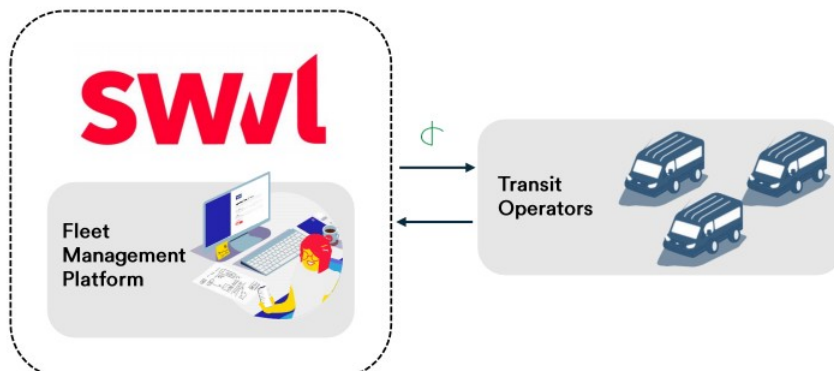 swvl
Fleet
Management
Platform
Transit
Operators